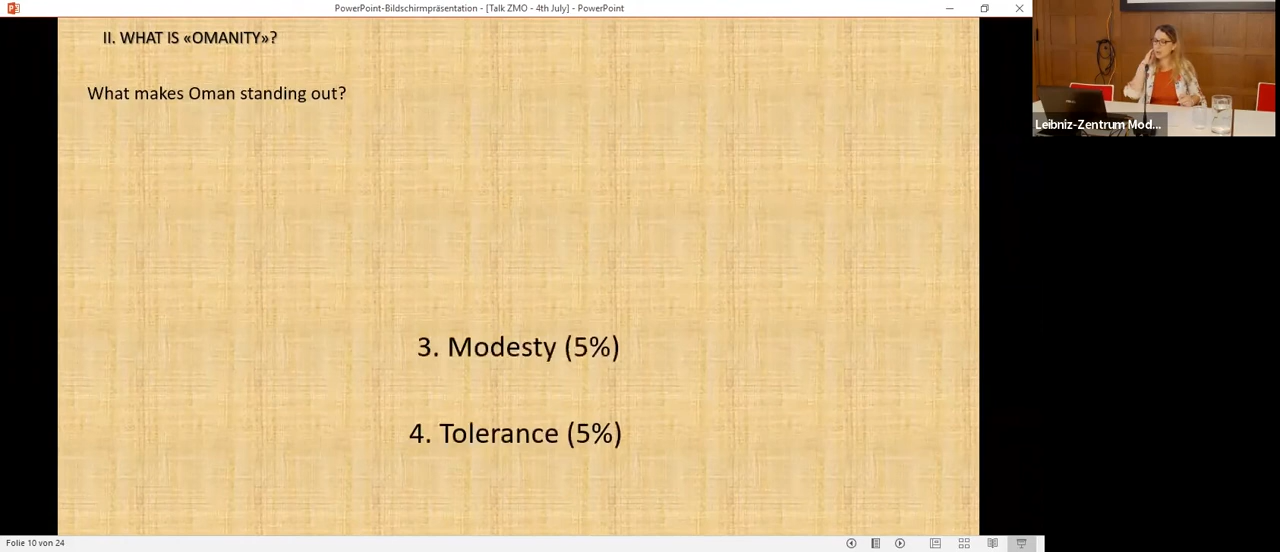 PowerPoint-Bildschirmpräsentation - [Talk ZMO - 4th July] - PowerPoint
II. WHAT IS «OMANITY»?
What makes Oman standing out?
Leibniz-Zentrum Mod...
3. Modesty (5%)
4. Tolerance (5%)
Folie 10 von 24